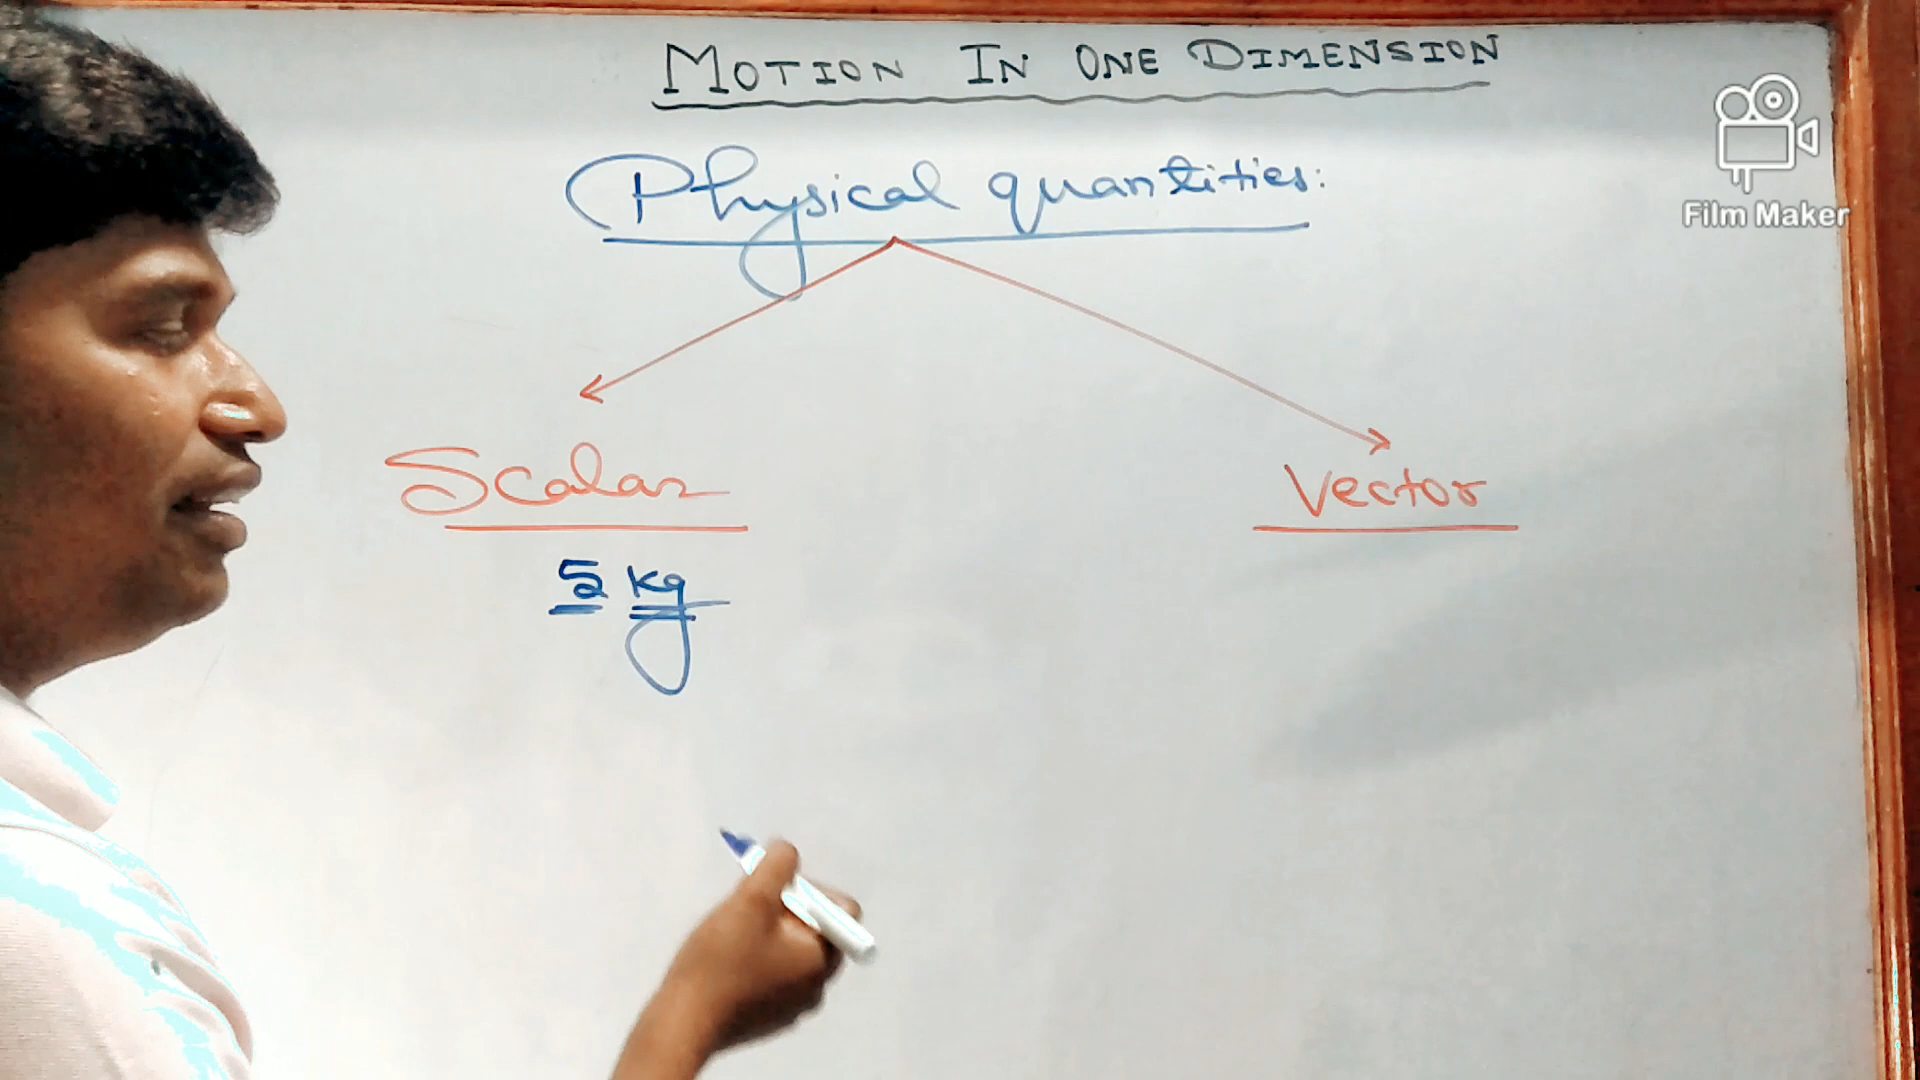 MOTION IN ONE DIMENSION
Physical quantities:
Scalar
Vector
5 kg
Film Maker